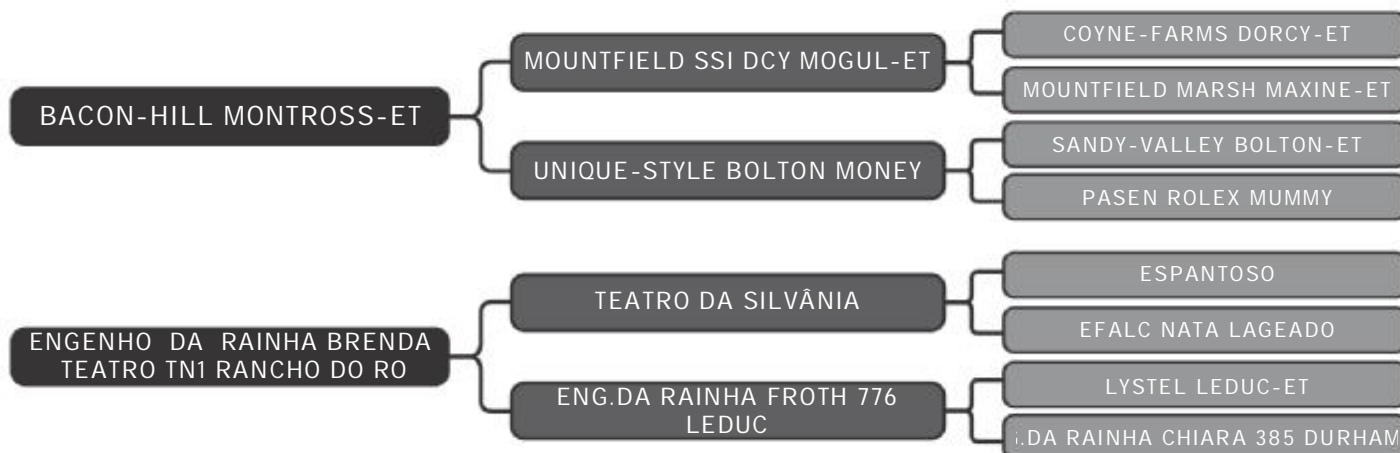 COYNE-FARMS DORCY-ET
MOUNTFIELD SSI DCY MOGUL-ET
MOUNTFIELD MARSH MAXINE-ET
BACON-HILL MONTROSS-ET
SANDY-VALLEY BOLTON-ET
UNIQUE-STYLE BOLTON MONEY
PASEN ROLEX MUMMY
ESPANTOSO
TEATRO DA SILVÂNIA
EFALC NATA LAGEADO
ENGENHO DA RAINHA BRENDA
TEATRO TN1 RANCHO DO RO
LYSTEL LEDUC-ET
ENG.DA RAINHA FROTH 776
LEDUC
.DA RAINHA CHIARA 385 DURHAM